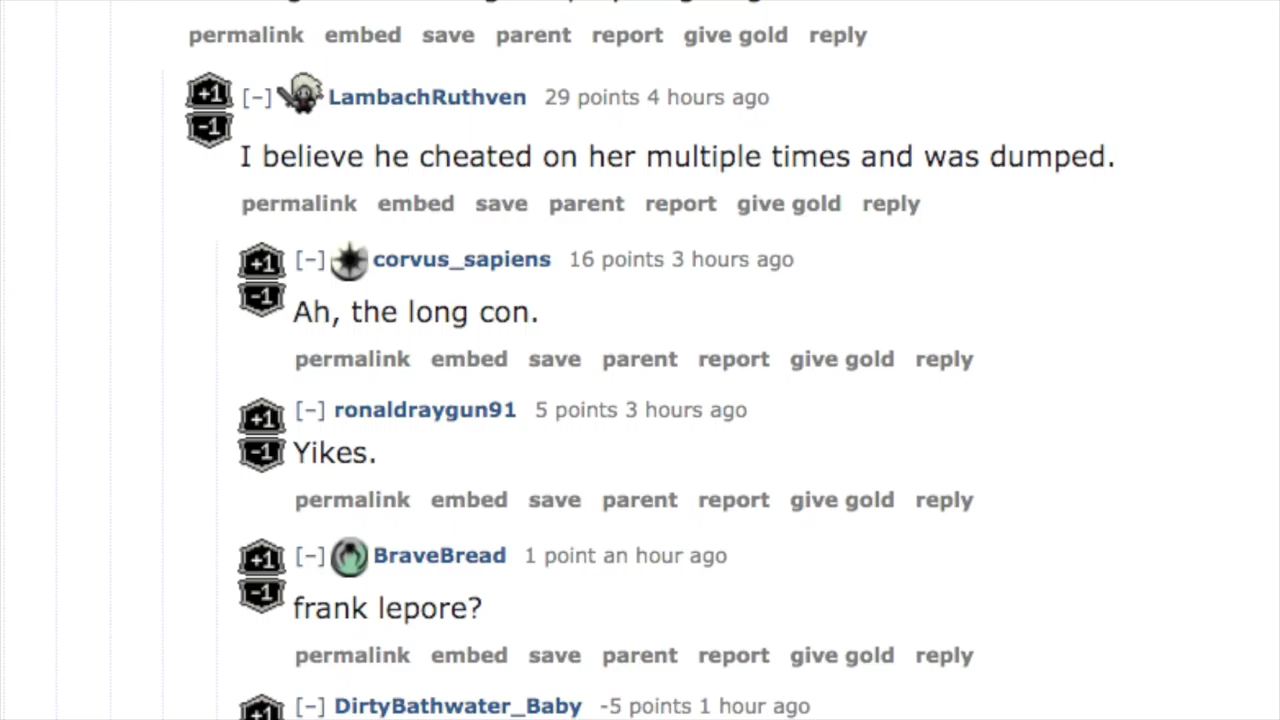 permalink embed save parent report give gold reply
+1 [-] LambachRuthven 29 points 4 hours ago
-1
I believe he cheated on her multiple times and was dumped.
permalink embed save parent report give gold reply
+1 [-] corvus_sapiens 16 points 3 hours ago
-1
Ah, the long con.
permalink embed save parent report give gold reply
+1 [-] ronaldraygun91 5 points 3 hours ago
-1 Yikes.
permalink embed save parent report give gold reply
+1 [-] BraveBread 1 point an hour ago
-1
frank lepore?
permalink embed save parent report give gold reply
+1 [-] DirtyBathwater_Baby -5 points 1 hour ago